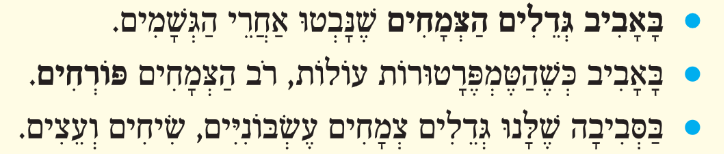 • בָּאָבִיב גְּדֵלִים הַצְּמָחִים שֶׁנָּבְטוּ אַחֲרֵי הַגְּשָׁמִים.
• בָּאָבִיב כְּשֶׁהַטֶּמְפֶּרָטוּרוֹת עוֹלוֹת, רֹב הַצְּמָחִים פּוֹרְחִים.
• בַּסְּבִיבָה שֶׁלָּנוּ גְּדֵלִים צְמָחִים עֶשְׂבּוֹנִיִּים, שִׂיחִים וְעֵצִים.